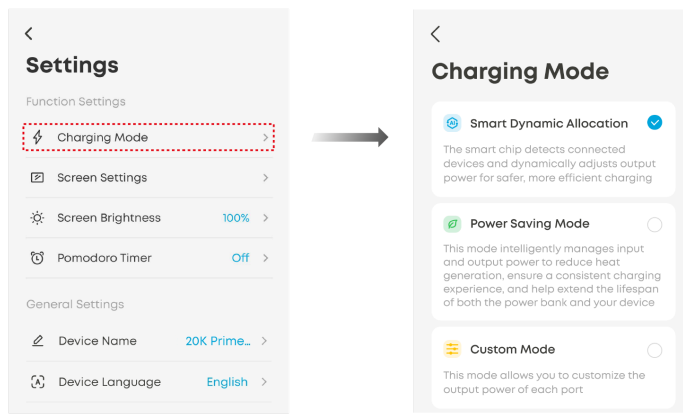 Settings
Function Settings
Charging Mode
Screen Settings
Screen Brightness 100%
Pomodoro Timer Off
General Settings
Device Name 20K Prime...
Device Language English
Charging Mode
Smart Dynamic Allocation
The smart chip detects connected
devices and dynamically adjusts output
power for safer, more efficient charging
Power Saving Mode
This mode intelligently manages input
and output power to reduce heat
generation, ensure a consistent charging
experience, and help extend the lifespan
of both the power bank and your device
Custom Mode
This mode allows you to customize the
output power of each port